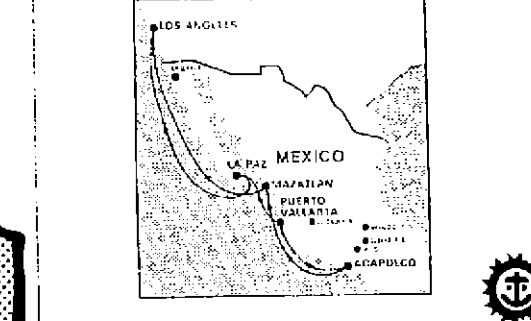 LOS ANGELES
LA PAZ
MEXICO
MAZATLAN
PUERTO
VALLARTA
ACAPULCO